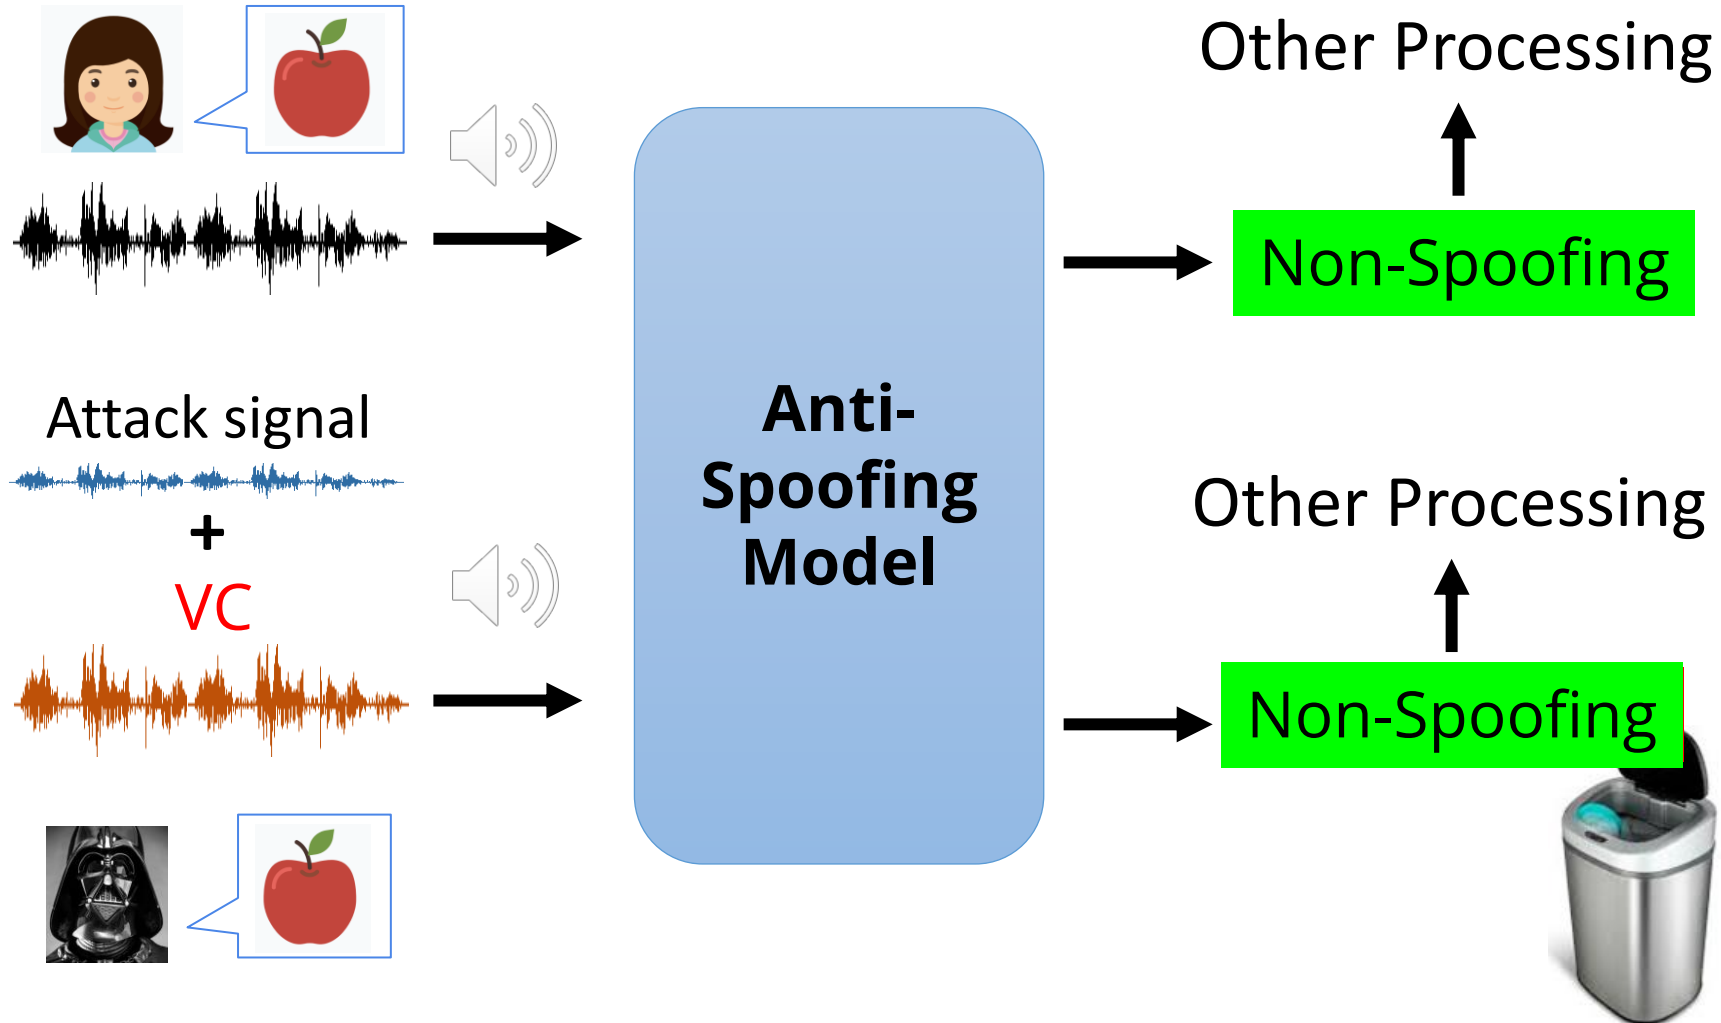 Other Processing
Non-Spoofing
Attack signal
+
VC
Anti-
Spoofing
Model
Other Processing
Non-Spoofing